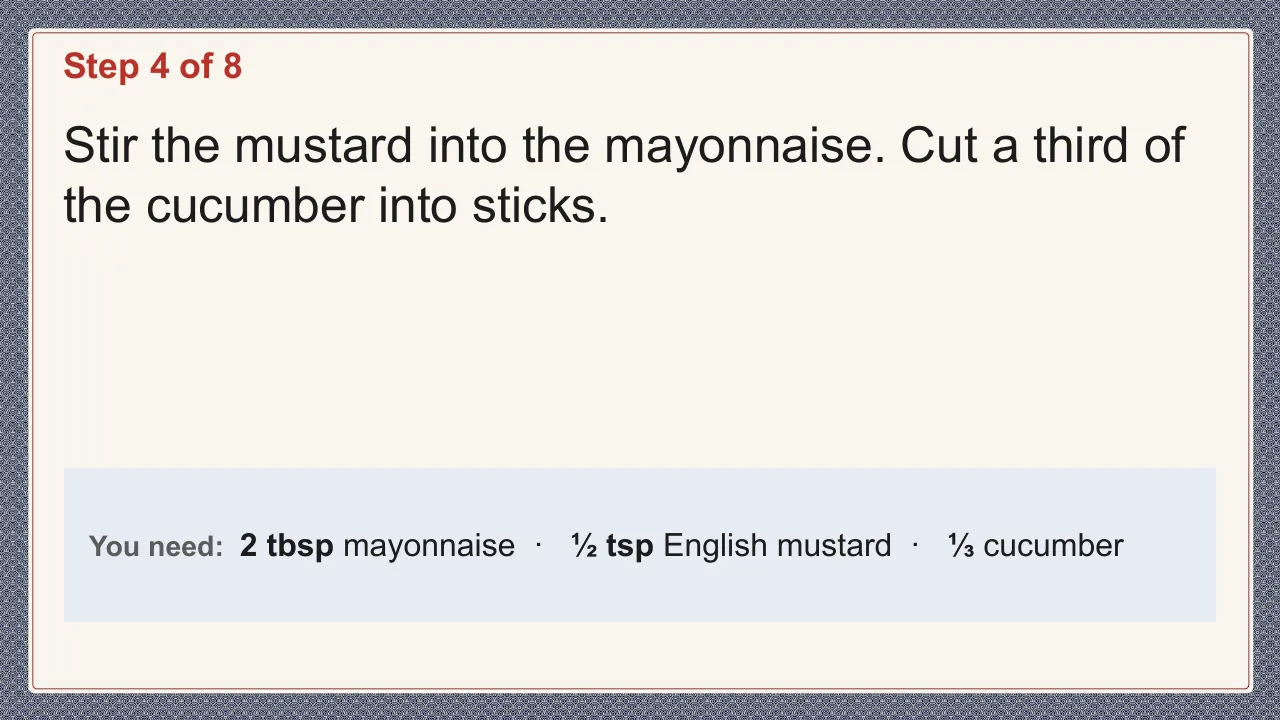 Step 4 of 8
Stir the mustard into the mayonnaise. Cut a third of
the cucumber into sticks.
You need: 2 tbsp mayonnaise · ½ tsp English mustard · ⅓ cucumber